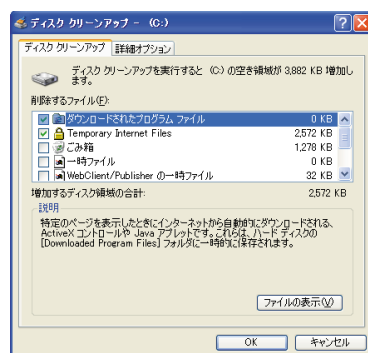 ディスク クリーンアップ - (C:)
ディスク クリーンアップ 詳細オプション
ディスク クリーンアップを実行すると (C:) の空き領域が 3,882 KB 増加し
ます。
削除するファイル(F):
ダウンロードされたプログラム ファイル 0 KB
Temporary Internet Files 2,572 KB
ごみ箱 1,278 KB
一時ファイル 0 KB
WebClient/Publisher の一時ファイル 32 KB
増加するディスク領域の合計: 2,572 KB
説明
特定のページを表示したときにインターネットから自動的にダウンロードされる、
ActiveX コントロールや Java アプレットです。これらは、ハード ディスクの
[Downloaded Program Files] フォルダに一時的に保存されます。
ファイルの表示(V)
OK キャンセル